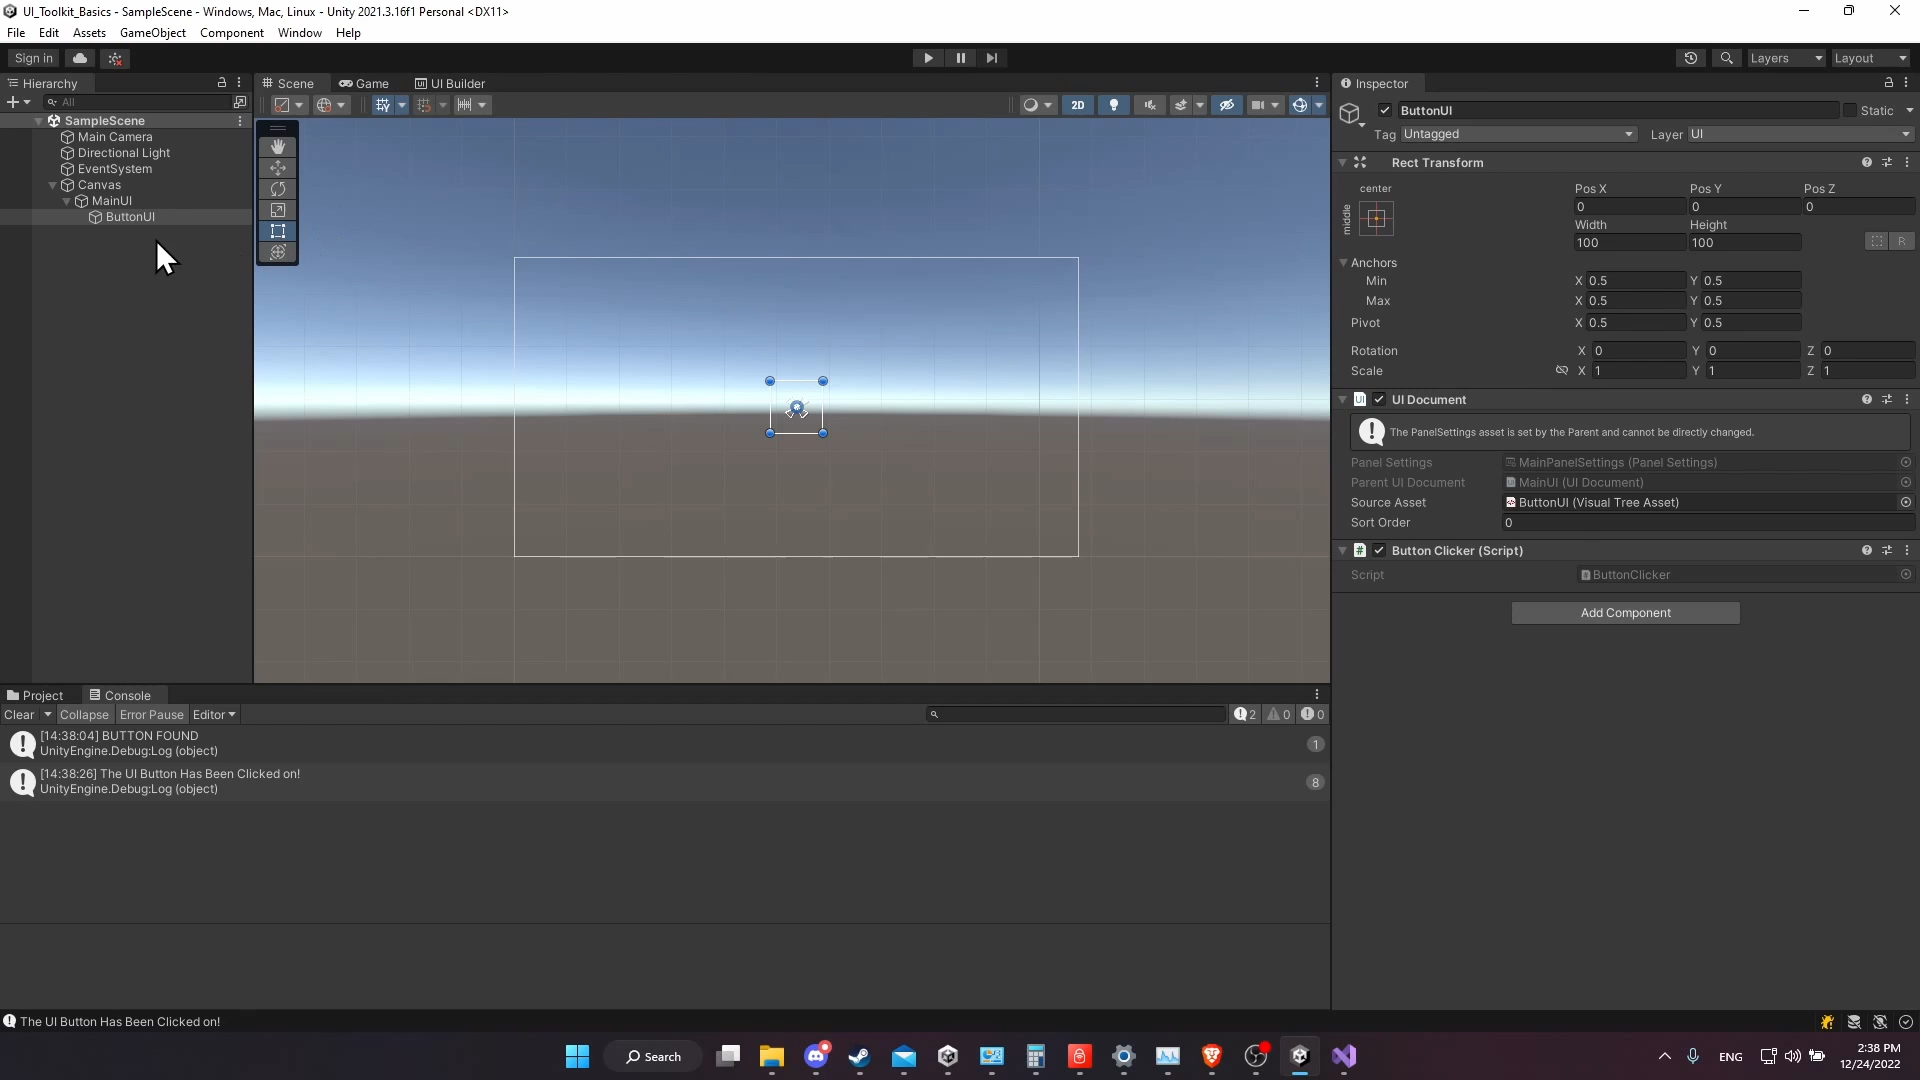 UI_Toolkit_Basics - SampleScene - Windows, Mac, Linux - Unity 2021.3.16f1 Personal <DX11>
File Edit Assets GameObject Component Window Help
Sign in
Layers
Layout
Hierarchy
Scene
Game
UI Builder
Inspector
All
2D
SampleScene
Main Camera
Directional Light
EventSystem
Canvas
MainUI
ButtonUI
ButtonUI
Static
Tag Untagged
Layer UI
Rect Transform
center
middle
Pos X Pos Y Pos Z
0 0 0
Width Height
100 100
R
Anchors
Min X 0.5 Y 0.5
Max X 0.5 Y 0.5
Pivot X 0.5 Y 0.5
Rotation X 0 Y 0 Z 0
Scale X 1 Y 1 Z 1
UI Document
The PanelSettings asset is set by the Parent and cannot be directly changed.
Panel Settings MainPanelSettings (Panel Settings)
Parent UI Document MainUI (UI Document)
Source Asset ButtonUI (Visual Tree Asset)
Sort Order 0
Button Clicker (Script)
Script ButtonClicker
Add Component
Project
Console
Clear Collapse Error Pause Editor
2 0 0
[14:38:04] BUTTON FOUND
UnityEngine.Debug:Log (object)
1
[14:38:26] The UI Button Has Been Clicked on!
UnityEngine.Debug:Log (object)
8
The UI Button Has Been Clicked on!
Search
ENG
2:38 PM
12/24/2022